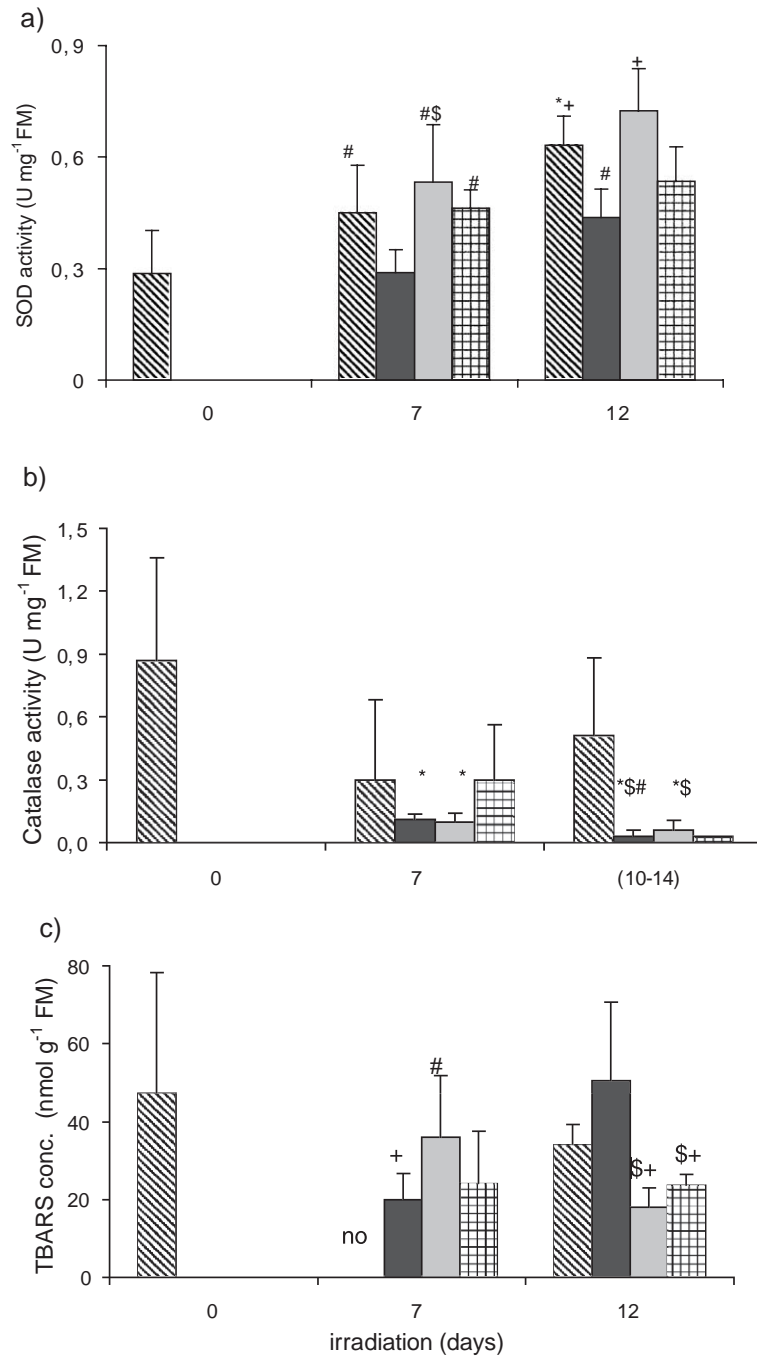 a)
SOD activity (U mg-1 FM)
0,9
0,6
0,3
0
#
#$
#
*+
#
+
0 7 12
b)
Catalase activity (U mg-1 FM)
1,5
1,2
0,9
0,6
0,3
0,0
* *
*$# *$
0 7 (10-14)
c)
TBARS conc. (nmol g-1 FM)
80
60
40
20
0
no
+
#
$+
$+
0 7 12
irradiation (days)